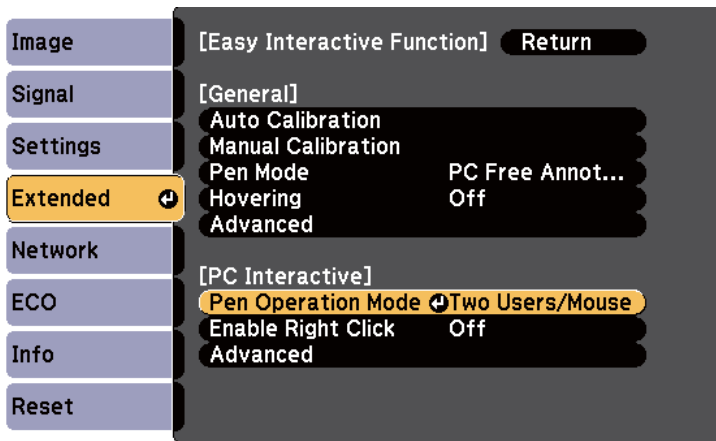 Image
Signal
Settings
Extended
Network
ECO
Info
Reset
[Easy Interactive Function] Return
[General]
Auto Calibration
Manual Calibration
Pen Mode PC Free Annot...
Hovering Off
Advanced
[PC Interactive]
Pen Operation Mode Two Users/Mouse
Enable Right Click Off
Advanced